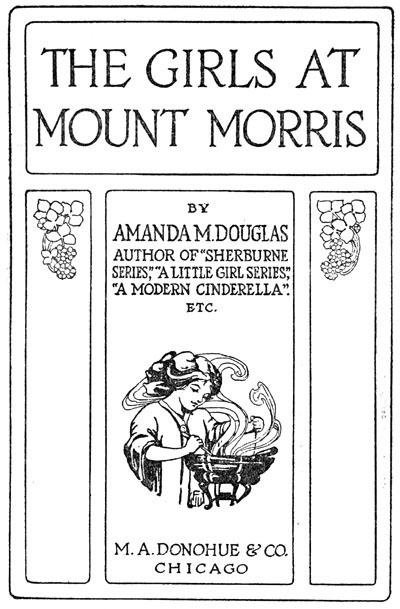 THE GIRLS AT
MOUNT MORRIS
BY
AMANDA M. DOUGLAS
AUTHOR OF "SHERBURNE
SERIES", "A LITTLE GIRL SERIES",
"A MODERN CINDERELLA".
ETC.
M. A. DONOHUE & CO.
CHICAGO